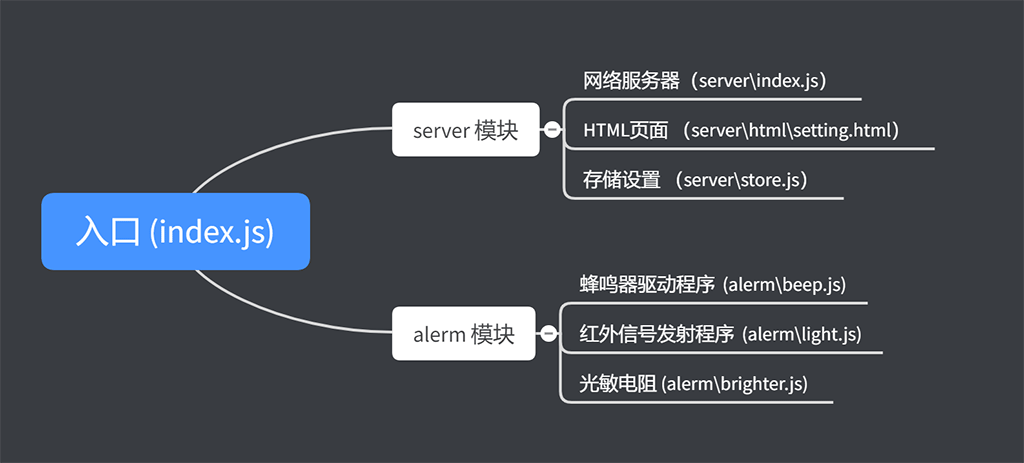 网络服务器（server\index.js）
server 模块
HTML页面 （server\html\setting.html）
存储设置 （server\store.js）
入口 (index.js)
蜂鸣器驱动程序 (alerm\beep.js)
alerm 模块
红外信号发射程序 (alerm\light.js)
光敏电阻 (alerm\brighter.js)